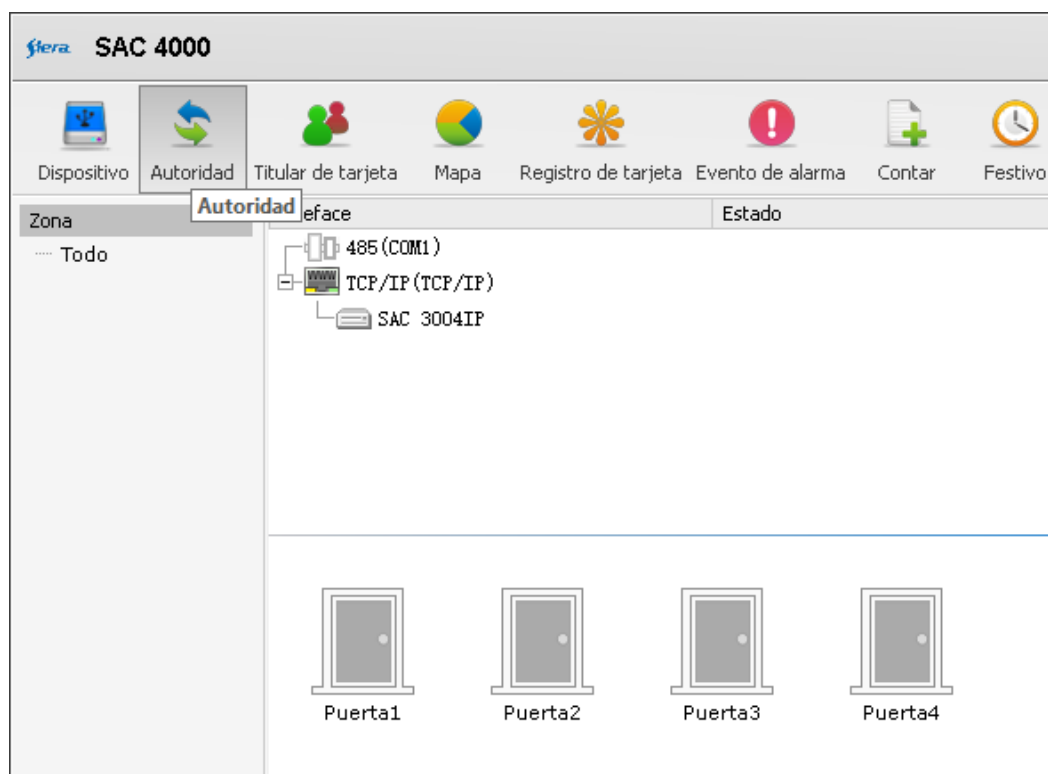 sfera SAC 4000
Dispositivo Autoridad Titular de tarjeta Mapa Registro de tarjeta Evento de alarma Contar Festivo
Autoridad
Zona eface Estado
Todo
485(COM1)
TCP/IP(TCP/IP)
SAC 3004IP
Puerta1 Puerta2 Puerta3 Puerta4